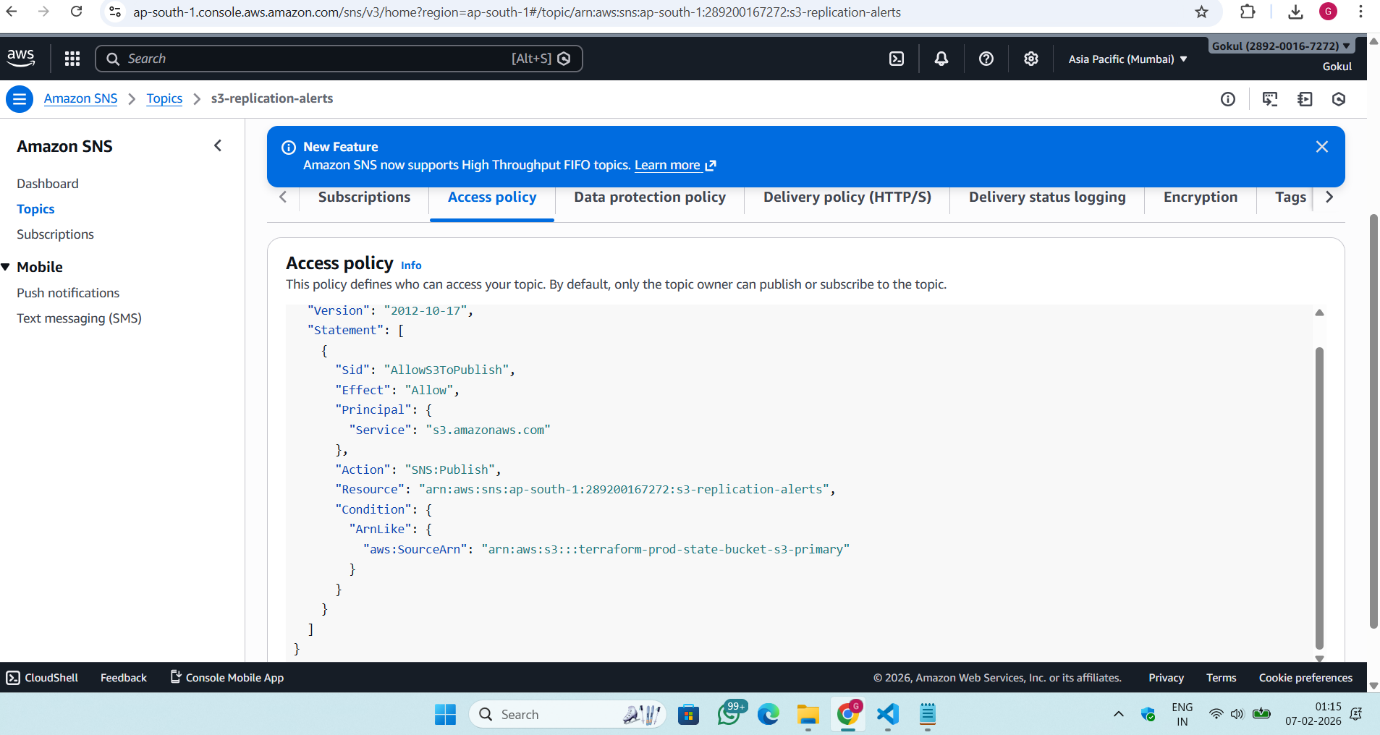 ap-south-1.console.aws.amazon.com/sns/v3/home?region=ap-south-1#/topic/arn:aws:sns:ap-south-1:289200167272:s3-replication-alerts
G
aws
Search
[Alt+S]
Asia Pacific (Mumbai)
Gokul (2892-0016-7272)
Gokul
Amazon SNS
Topics
s3-replication-alerts
Amazon SNS
Dashboard
Topics
Subscriptions
Mobile
Push notifications
Text messaging (SMS)
New Feature
Amazon SNS now supports High Throughput FIFO topics. Learn more
Subscriptions
Access policy
Data protection policy
Delivery policy (HTTP/S)
Delivery status logging
Encryption
Tags
Access policy Info
This policy defines who can access your topic. By default, only the topic owner can publish or subscribe to the topic.
"Version": "2012-10-17",
"Statement": [
{
"Sid": "AllowS3ToPublish",
"Effect": "Allow",
"Principal": {
"Service": "s3.amazonaws.com"
},
"Action": "SNS:Publish",
"Resource": "arn:aws:sns:ap-south-1:289200167272:s3-replication-alerts",
"Condition": {
"ArnLike": {
"aws:SourceArn": "arn:aws:s3:::terraform-prod-state-bucket-s3-primary"
}
}
}
]
}
CloudShell
Feedback
Console Mobile App
© 2026, Amazon Web Services, Inc. or its affiliates.
Privacy
Terms
Cookie preferences
Search
99+
G
ENG
IN
01:15
07-02-2026